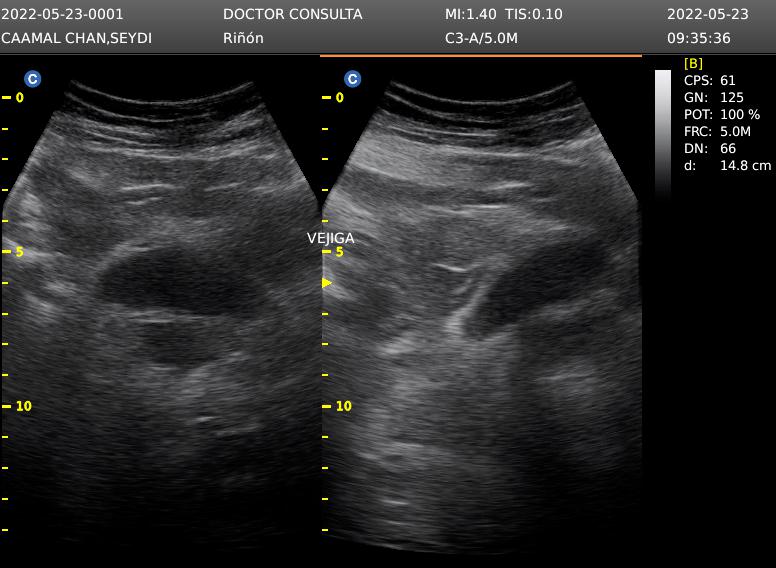 2022-05-23-0001 DOCTOR CONSULTA MI:1.40 TIS:0.10 2022-05-23
CAAMAL CHAN,SEYDI Riñón C3-A/5.0M 09:35:36
[B]
C C CPS: 61
0 0 GN: 125
POT: 100 %
FRC: 5.0M
DN: 66
d: 14.8 cm
VEJIGA
5 5
10 10